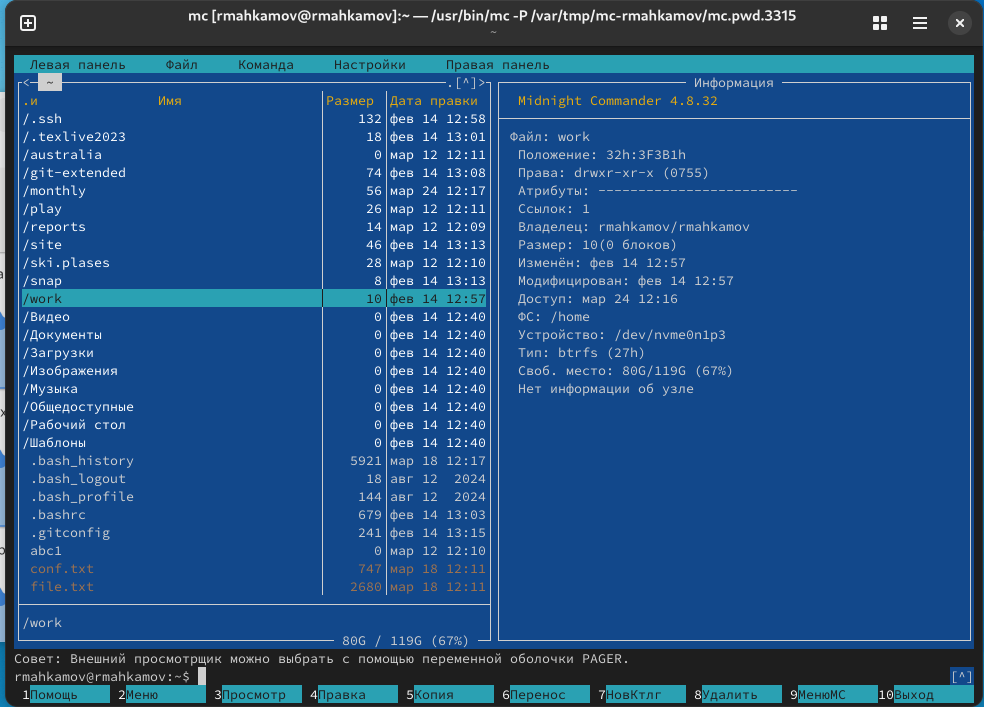 mc [rmahkamov@rmahkamov]:~ — /usr/bin/mc -P /var/tmp/mc-rmahkamov/mc.pwd.3315
~
Левая панель Файл Команда Настройки Правая панель
<─ ~ .[^]>
.и Имя Размер Дата правки
/.ssh 132 фев 14 12:58
/.texlive2023 18 фев 14 13:01
/australia 0 мар 12 12:11
/git-extended 74 фев 14 13:08
/monthly 56 мар 24 12:17
/play 26 мар 12 12:11
/reports 14 мар 12 12:09
/site 46 фев 14 13:13
/ski.plases 28 мар 12 12:10
/snap 8 фев 14 13:13
/work 10 фев 14 12:57
/Видео 0 фев 14 12:40
/Документы 0 фев 14 12:40
/Загрузки 0 фев 14 12:40
/Изображения 0 фев 14 12:40
/Музыка 0 фев 14 12:40
/Общедоступные 0 фев 14 12:40
/Рабочий стол 0 фев 14 12:40
/Шаблоны 0 фев 14 12:40
.bash_history 5921 мар 18 12:17
.bash_logout 18 авг 12 2024
.bash_profile 144 авг 12 2024
.bashrc 679 фев 14 13:03
.gitconfig 241 фев 14 13:15
abc1 0 мар 12 12:10
conf.txt 747 мар 18 12:11
file.txt 2680 мар 18 12:11
/work
80G / 119G (67%)
Информация
Midnight Commander 4.8.32
Файл: work
Положение: 32h:3F3B1h
Права: drwxr-xr-x (0755)
Атрибуты: -------------------------
Ссылок: 1
Владелец: rmahkamov/rmahkamov
Размер: 10(0 блоков)
Изменён: фев 14 12:57
Модифицирован: фев 14 12:57
Доступ: мар 24 12:16
ФС: /home
Устройство: /dev/nvme0n1p3
Тип: btrfs (27h)
Своб. место: 80G/119G (67%)
Нет информации об узле
Совет: Внешний просмотрщик можно выбрать с помощью переменной оболочки PAGER.
rmahkamov@rmahkamov:~$ [^]
1Помощь 2Меню 3Просмотр 4Правка 5Копия 6Перенос 7НовКтлг 8Удалить 9МенюMC 10Выход